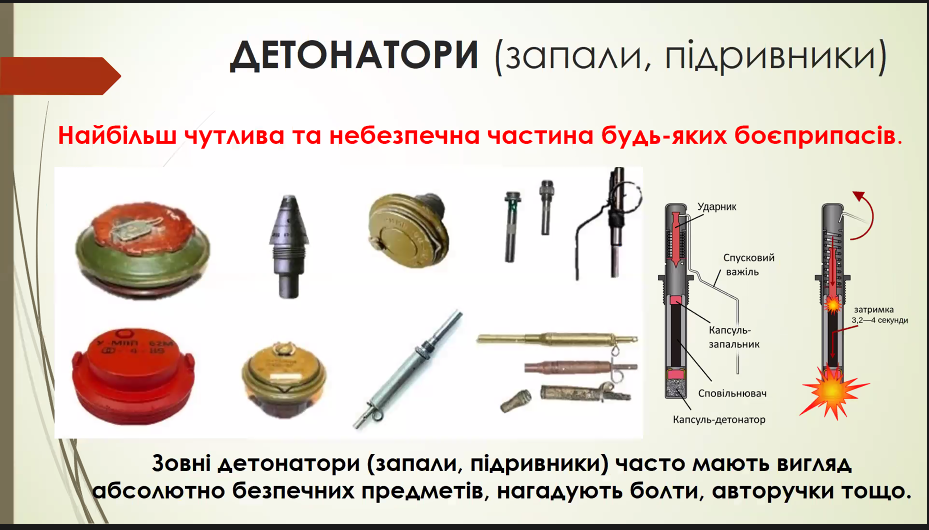 ДЕТОНАТОРИ (запали, підривники)
Найбільш чутлива та небезпечна частина будь-яких боєприпасів.
Ударник
Спусковий
важіль
Капсуль-
запальник
Сповільнювач
Капсуль-детонатор
затримка
3,2—4 секунди
У-МВП - 62М
Зовні детонатори (запали, підривники) часто мають вигляд
абсолютно безпечних предметів, нагадують болти, авторучки тощо.